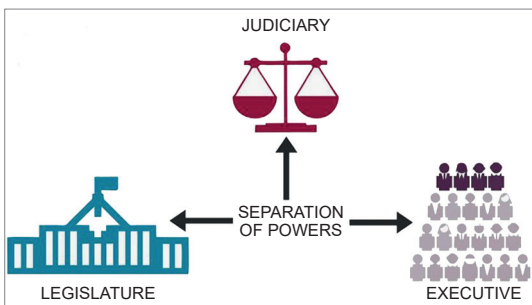 JUDICIARY
SEPARATION
OF POWERS
LEGISLATURE
EXECUTIVE